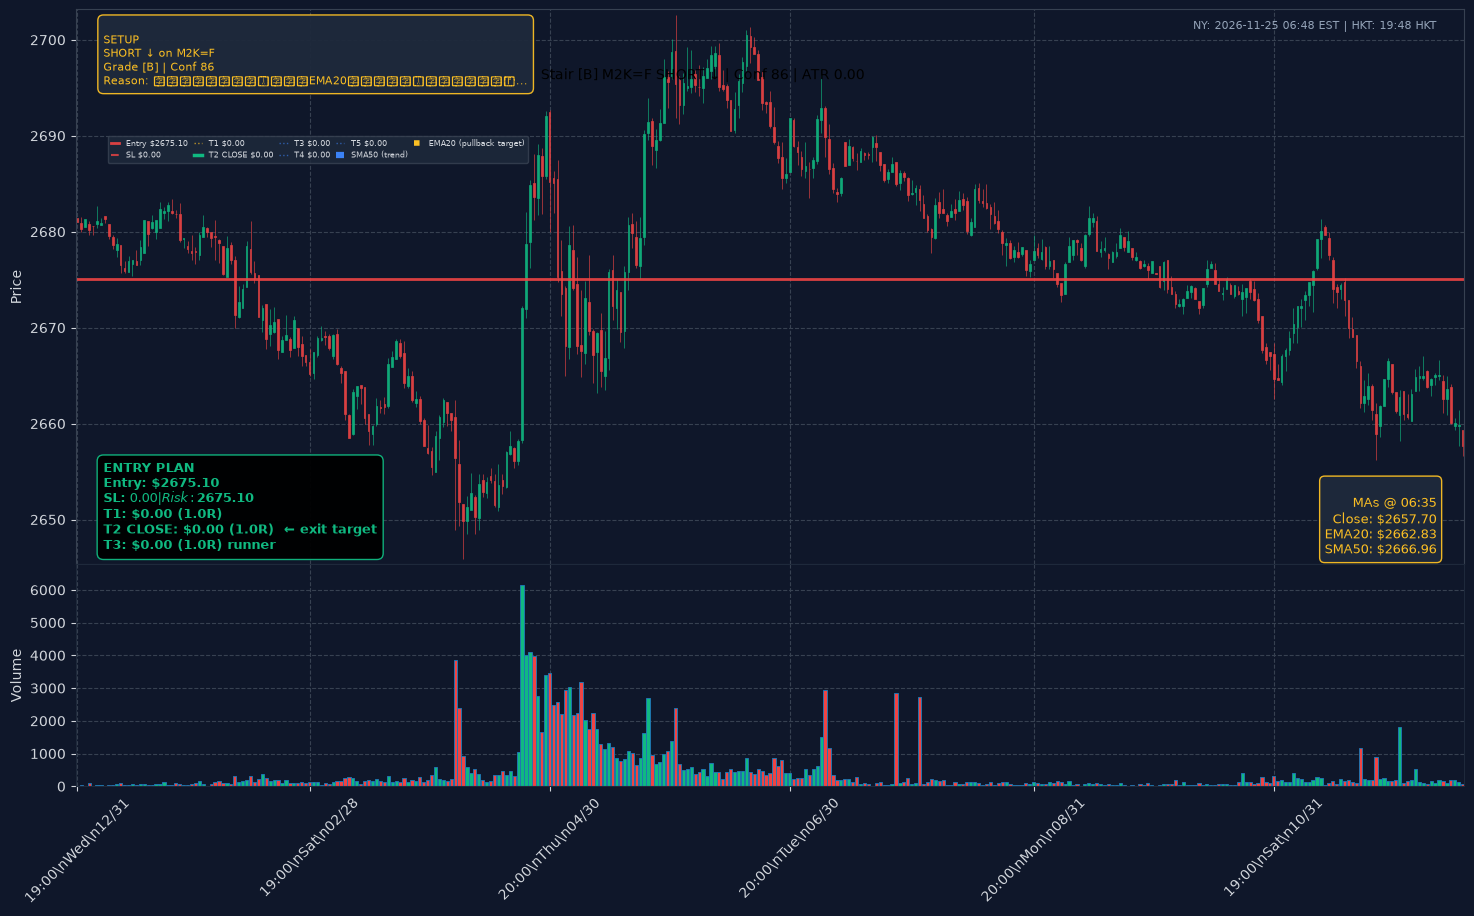 NY: 2026-11-25 06:48 EST | HKT: 19:48 HKT
SETUP
SHORT ↓ on M2K=F
Grade [B] | Conf 86
Reason: EMA20 ...
Stair [B] M2K=F SHORT ↓ | Conf 86 | ATR 0.00
Entry $2675.10
SL $0.00
T1 $0.00
T2 CLOSE $0.00
T3 $0.00
T4 $0.00
T5 $0.00
SMA50 (trend)
EMA20 (pullback target)
Price
2700
2690
2680
2670
2660
2650
ENTRY PLAN
Entry: $2675.10
SL: 0.00|Risk:2675.10
T1: $0.00 (1.0R)
T2 CLOSE: $0.00 (1.0R) ← exit target
T3: $0.00 (1.0R) runner
MAs @ 06:35
Close: $2657.70
EMA20: $2662.83
SMA50: $2666.96
Volume
6000
5000
4000
3000
2000
1000
0
19:00\nWed\n12/31
19:00\nSat\n02/28
20:00\nThu\n04/30
20:00\nTue\n06/30
20:00\nMon\n08/31
19:00\nSat\n10/31